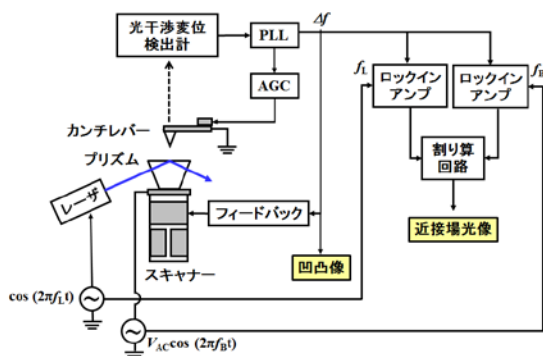 光干渉変位
検出計
PLL
Δf
AGC
f_L
ロックイン
アンプ
ロックイン
アンプ
f_B
カンチレバー
プリズム
割り算
回路
レーザ
フィードバック
近接場光像
凹凸像
スキャナー
cos (2πf_Lt)
V_ACcos (2πf_Bt)